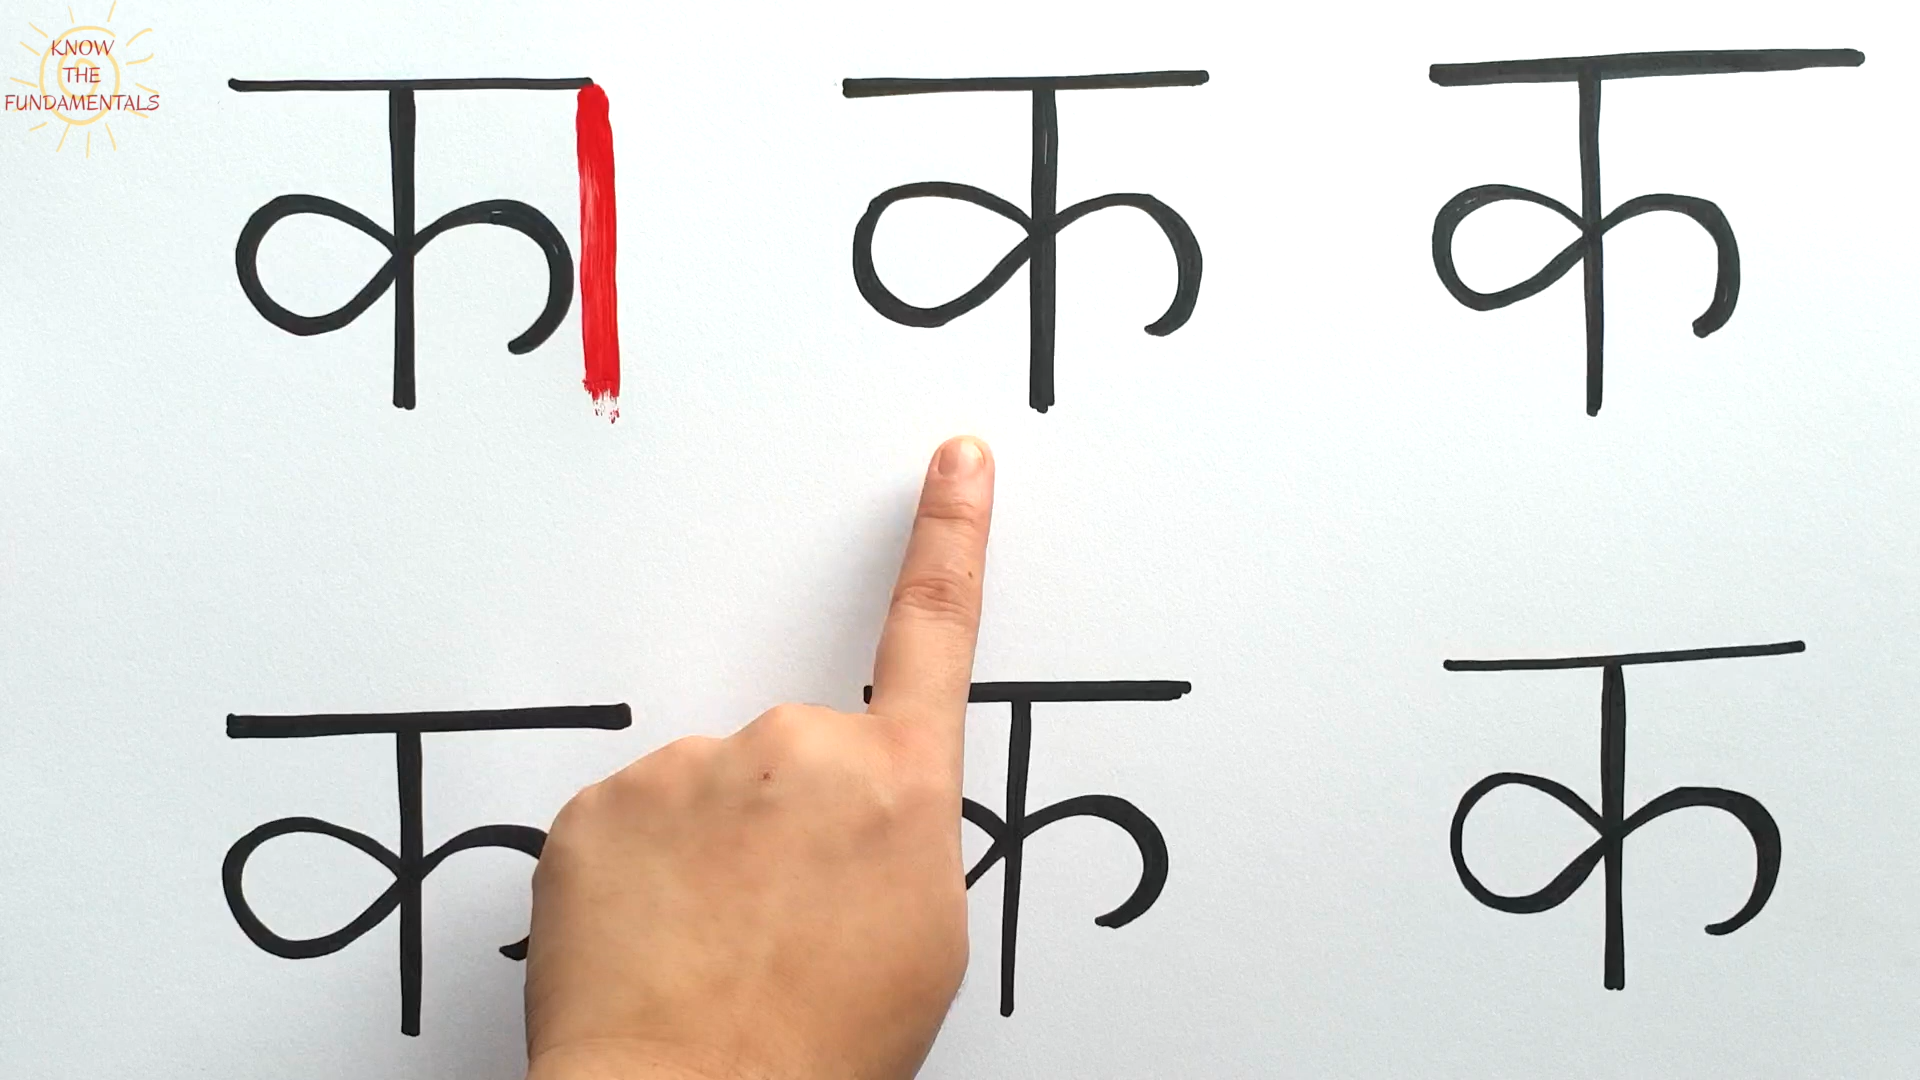 KNOW
THE
FUNDAMENTALS
का क क
क क क